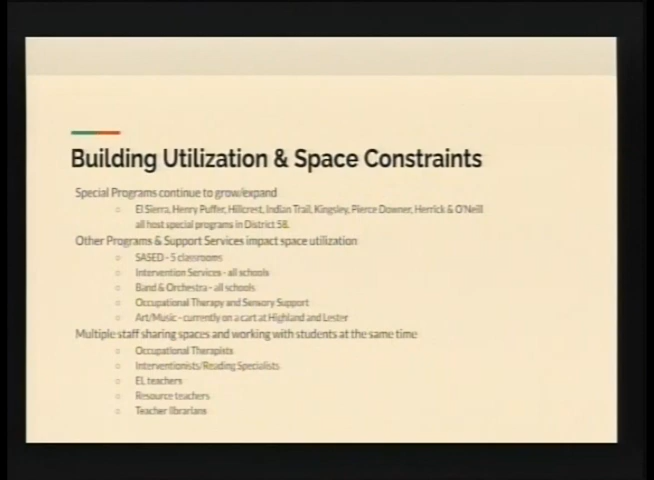 Building Utilization & Space Constraints
Special Programs continue to grow/expand
El Sierra, Henry Puffer, Hillcrest, Indian Trail, Kingsley, Pierce Downer, Herrick & O'Neill
all host special programs in District 58.
Other Programs & Support Services impact space utilization
SASED - 5 classrooms
Intervention Services - all schools
Band & Orchestra - all schools
Occupational Therapy and Sensory Support
Art/Music - currently on a cart at Highland and Lester
Multiple staff sharing spaces and working with students at the same time
Occupational Therapists
Interventionists/Reading Specialists
EL teachers
Resource teachers
Teacher librarians